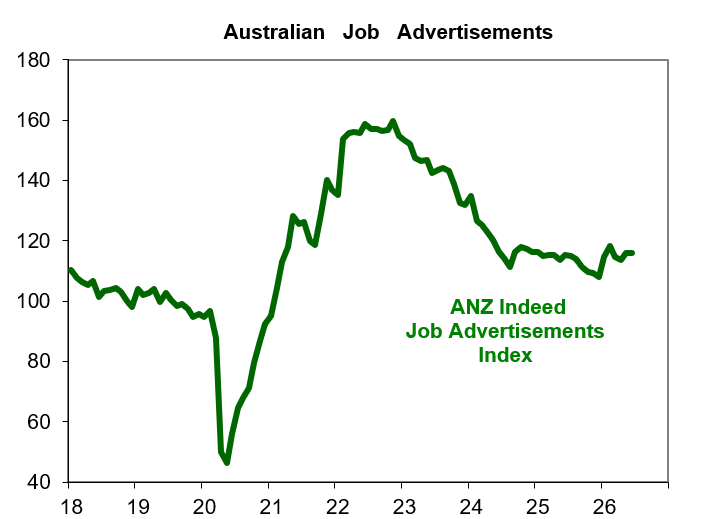 Australian Job Advertisements
180
160
140
120
100
80
60
40
ANZ Indeed
Job Advertisements
Index
18 19 20 21 22 23 24 25 26